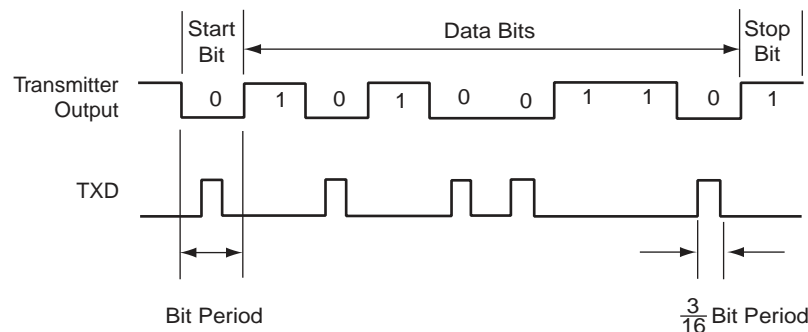 Start
Bit
Data Bits
Stop
Bit
Transmitter
Output
0 1 0 1 0 0 1 1 0 1
TXD
Bit Period
3
16 Bit Period